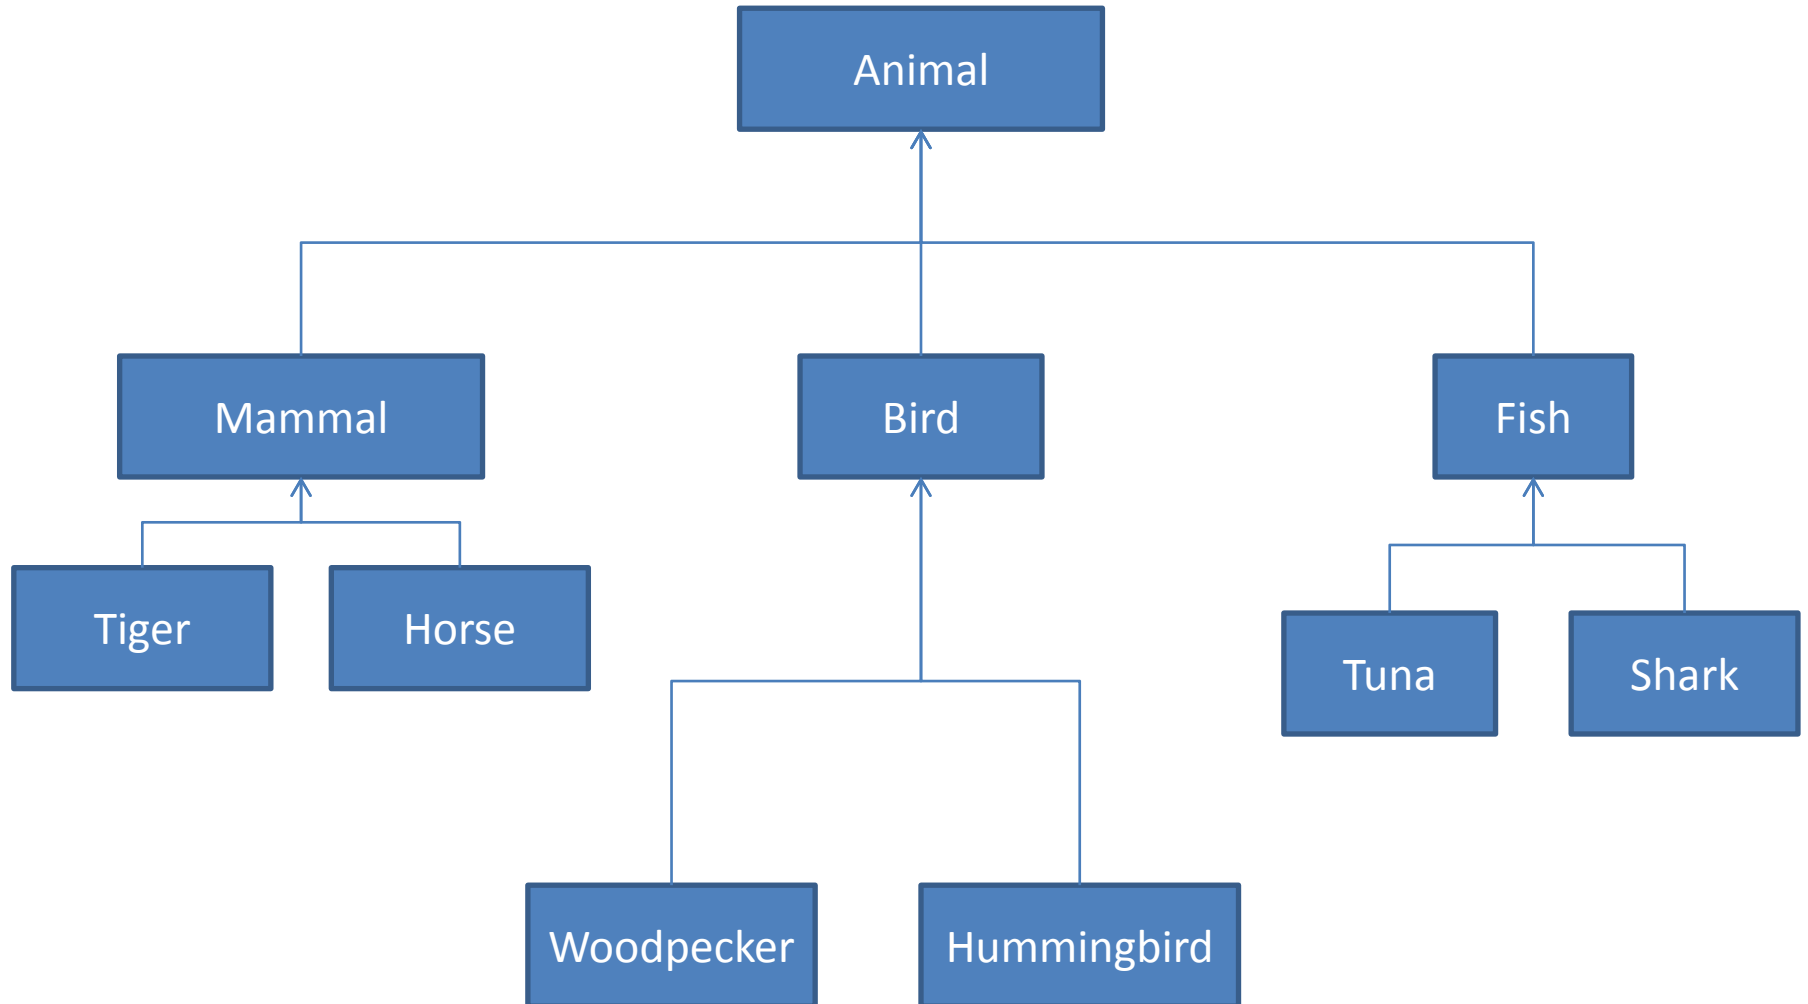 Animal
Mammal
Bird
Fish
Tiger
Horse
Tuna
Shark
Woodpecker
Hummingbird